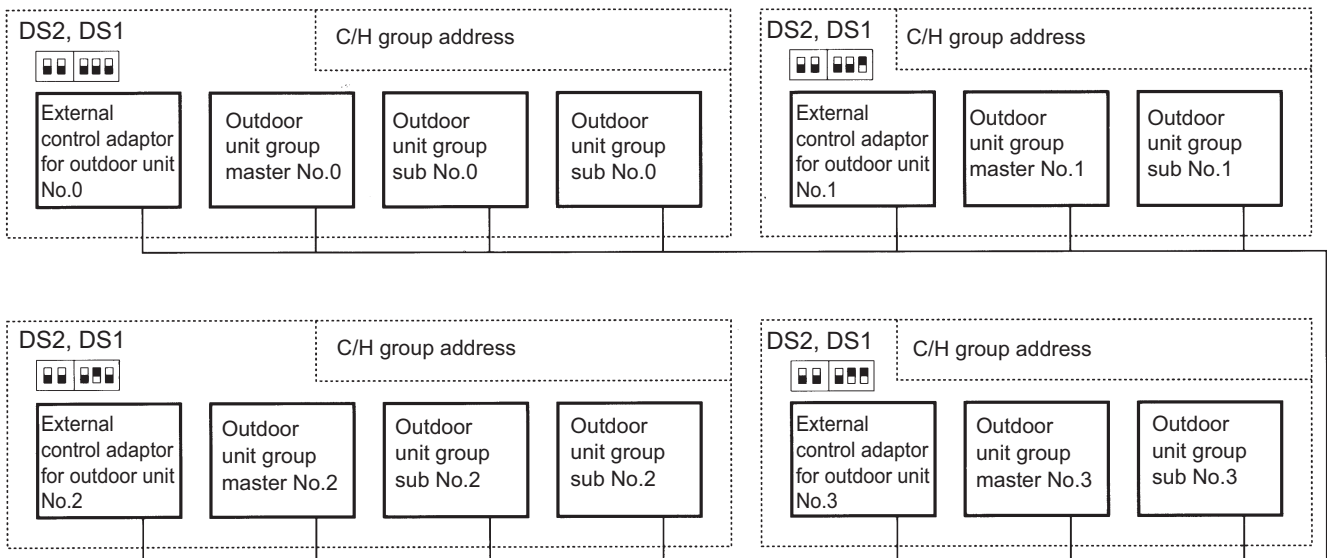 DS2, DS1
C/H group address
External
control adaptor
for outdoor unit
No.0
Outdoor
unit group
master No.0
Outdoor
unit group
sub No.0
Outdoor
unit group
sub No.0
DS2, DS1
C/H group address
External
control adaptor
for outdoor unit
No.1
Outdoor
unit group
master No.1
Outdoor
unit group
sub No.1
DS2, DS1
C/H group address
External
control adaptor
for outdoor unit
No.2
Outdoor
unit group
master No.2
Outdoor
unit group
sub No.2
Outdoor
unit group
sub No.2
DS2, DS1
C/H group address
External
control adaptor
for outdoor unit
No.3
Outdoor
unit group
master No.3
Outdoor
unit group
sub No.3